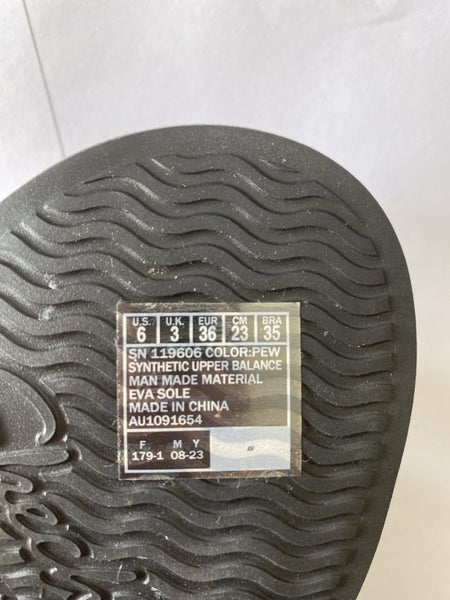 U.S. U.K. EUR CM BRA
6 3 36 23 35
SN 119606 COLOR:PEW
SYNTHETIC UPPER BALANCE
MAN MADE MATERIAL
EVA SOLE
MADE IN CHINA
AU1091654
F M Y
179-1 08-23